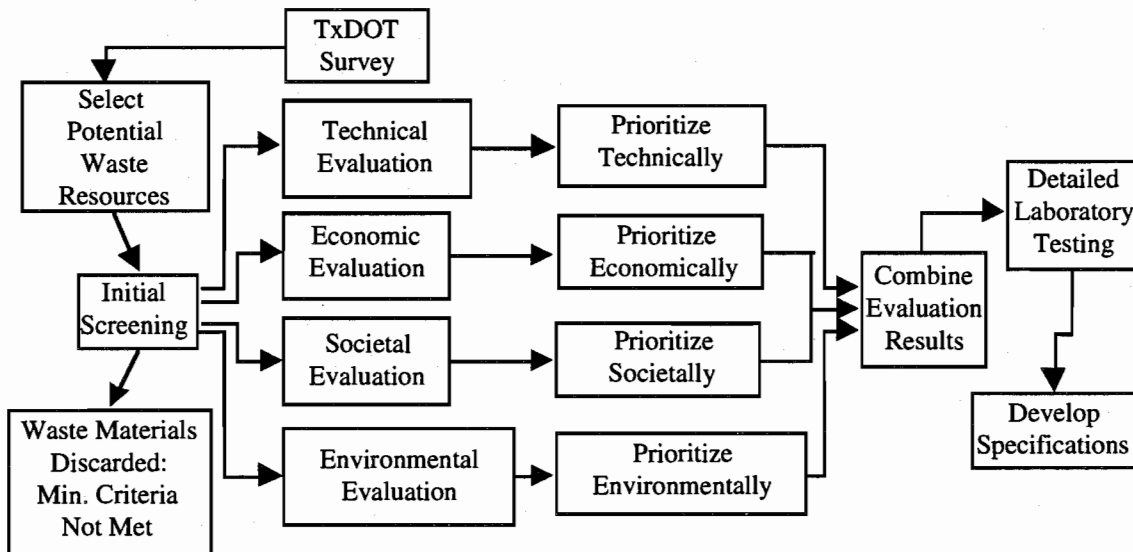 TxDOT
Survey
Select
Potential
Waste
Resources
Initial
Screening
Waste Materials
Discarded:
Min. Criteria
Not Met
Technical
Evaluation
Economic
Evaluation
Societal
Evaluation
Environmental
Evaluation
Prioritize
Technically
Prioritize
Economically
Prioritize
Societally
Prioritize
Environmentally
Combine
Evaluation
Results
Detailed
Laboratory
Testing
Develop
Specifications